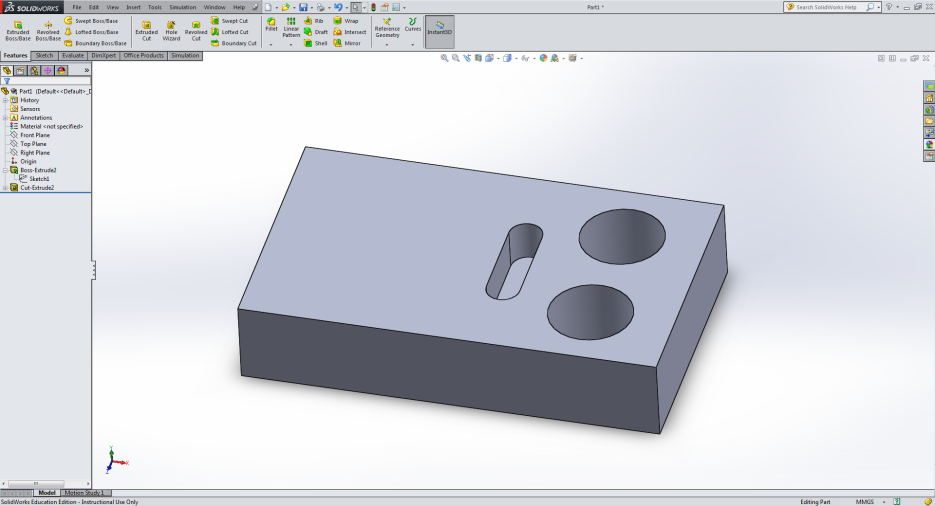 SOLIDWORKS File Edit View Insert Tools Simulation Window Help Part1 * Search SolidWorks Help
Extruded Boss/Base
Revolved Boss/Base
Swept Boss/Base
Lofted Boss/Base
Boundary Boss/Base
Extruded Cut
Hole Wizard
Revolved Cut
Swept Cut
Lofted Cut
Boundary Cut
Fillet
Linear Pattern
Rib
Draft
Shell
Wrap
Intersect
Mirror
Reference Geometry
Curves
Instant3D
Features Sketch Evaluate DimXpert Office Products Simulation
Part1 (Default<<Default>_D
History
Sensors
A Annotations
Material <not specified>
Front Plane
Top Plane
Right Plane
Origin
Boss-Extrude2
Sketch1
Cut-Extrude2
Y
X
Z
Model Motion Study 1
SolidWorks Education Edition - Instructional Use Only Editing Part MMGS